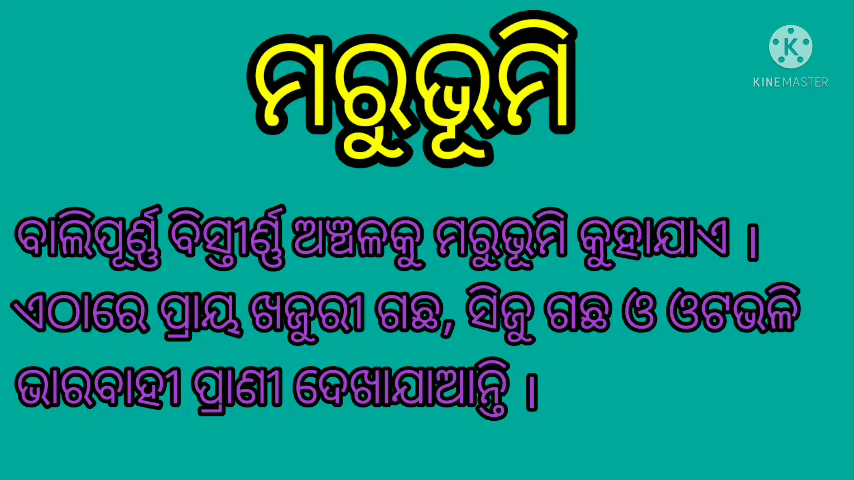 ମରୁଭୂମି
KINEMASTER
ବାଲିପୂର୍ଣ୍ଣ ବିସ୍ତୀର୍ଣ୍ଣ ଅଞ୍ଚଳକୁ ମରୁଭୂମି କୁହାଯାଏ ।
ଏଠାରେ ପ୍ରାୟ ଖଜୁରୀ ଗଛ, ସିଜୁ ଗଛ ଓ ଓଟଭଳି
ଭାରବାହୀ ପ୍ରାଣୀ ଦେଖାଯାଆନ୍ତି ।